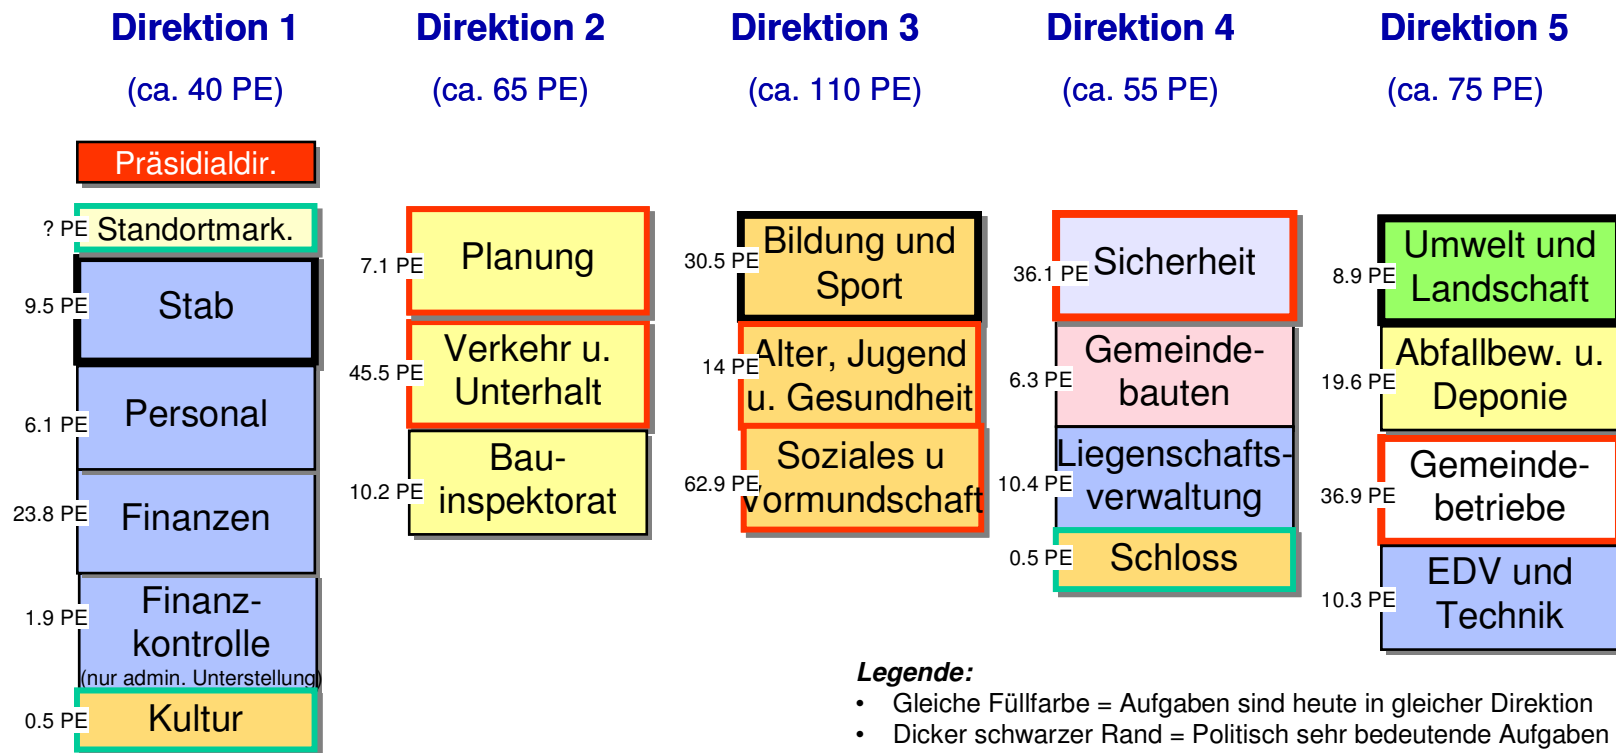 Direktion 1
(ca. 40 PE)
Präsidialdir.
? PE
Standortmark.
9.5 PE
Stab
6.1 PE
Personal
23.8 PE
Finanzen
1.9 PE
Finanz-
kontrolle
(nur admin. Unterstellung)
0.5 PE
Kultur
Direktion 2
(ca. 65 PE)
7.1 PE
Planung
45.5 PE
Verkehr u.
Unterhalt
10.2 PE
Bau-
inspektorat
Direktion 3
(ca. 110 PE)
30.5 PE
Bildung und
Sport
14 PE
Alter, Jugend
u. Gesundheit
62.9 PE
Soziales u
Vormundschaft
Direktion 4
(ca. 55 PE)
36.1 PE
Sicherheit
6.3 PE
Gemeinde-
bauten
10.4 PE
Liegenschafts-
verwaltung
0.5 PE
Schloss
Direktion 5
(ca. 75 PE)
8.9 PE
Umwelt und
Landschaft
19.6 PE
Abfallbew. u.
Deponie
36.9 PE
Gemeinde-
betriebe
10.3 PE
EDV und
Technik
Legende:
• Gleiche Füllfarbe = Aufgaben sind heute in gleicher Direktion
• Dicker schwarzer Rand = Politisch sehr bedeutende Aufgaben